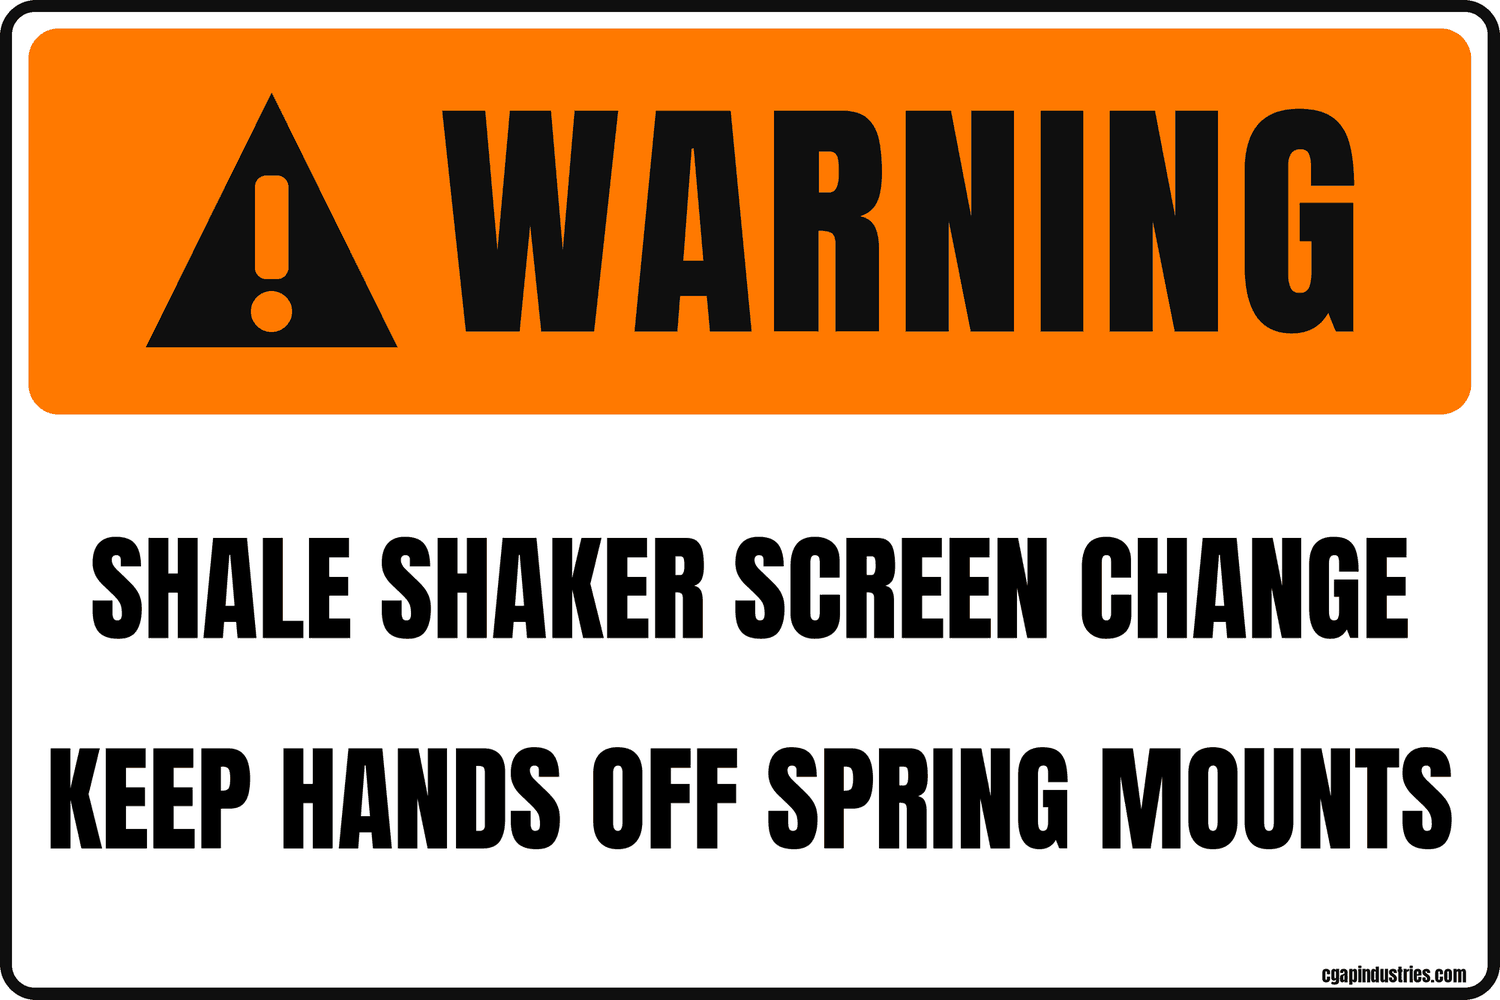 WARNING
SHALE SHAKER SCREEN CHANGE
KEEP HANDS OFF SPRING MOUNTS
cgapindustries.com